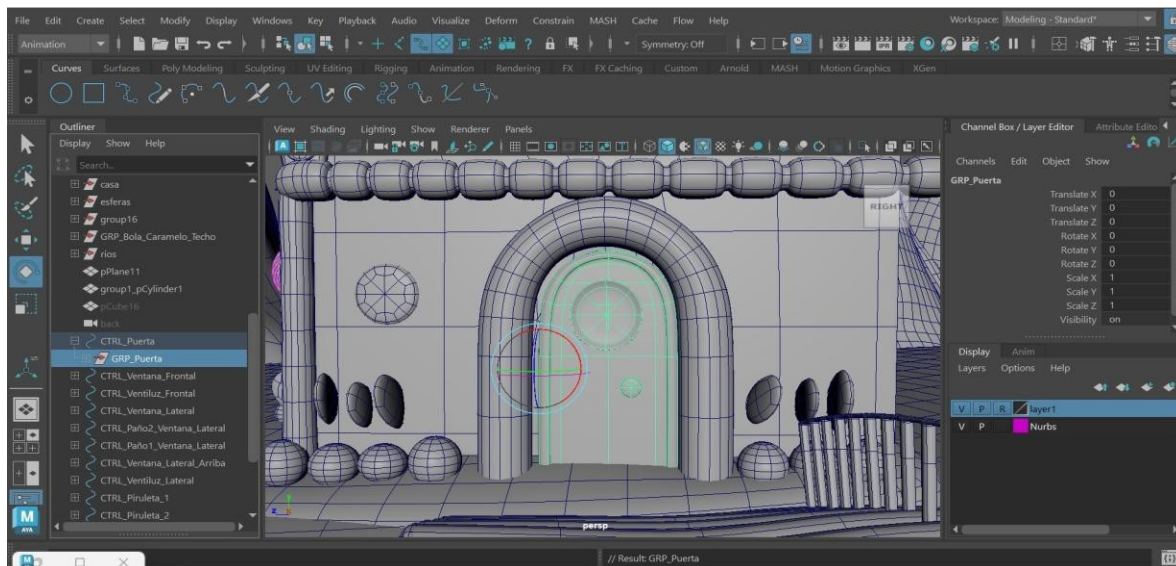 File Edit Create Select Modify Display Windows Key Playback Audio Visualize Deform Constrain MASH Cache Flow Help Workspace: Modeling - Standard*
Animation Symmetry: Off
Curves Surfaces Poly Modeling Sculpting UV Editing Rigging Animation Rendering FX FX Caching Custom Arnold MASH Motion Graphics XGen
Outliner
Display Show Help
Search...
casa
esferas
group16
GRP_Bola_Caramelo_Techo
rios
pPlane11
group1_pCylinder1
pCube16
back
CTRL_Puerta
GRP_Puerta
CTRL_Ventana_Frontal
CTRL_Ventiluz_Frontal
CTRL_Ventana_Lateral
CTRL_Paño2_Ventana_Lateral
CTRL_Paño1_Ventana_Lateral
CTRL_Ventana_Lateral_Arriba
CTRL_Ventiluz_Lateral
CTRL_Piruleta_1
CTRL_Piruleta_2
View Shading Lighting Show Renderer Panels
RIGHT
persp
Channel Box / Layer Editor Attribute Edito
Channels Edit Object Show
GRP_Puerta
Translate X 0
Translate Y 0
Translate Z 0
Rotate X 0
Rotate Y 0
Rotate Z 0
Scale X 1
Scale Y 1
Scale Z 1
Visibility on
Display Anim
Layers Options Help
V P R layer1
V P Nurbs
M
AYA
// Result: GRP_Puerta